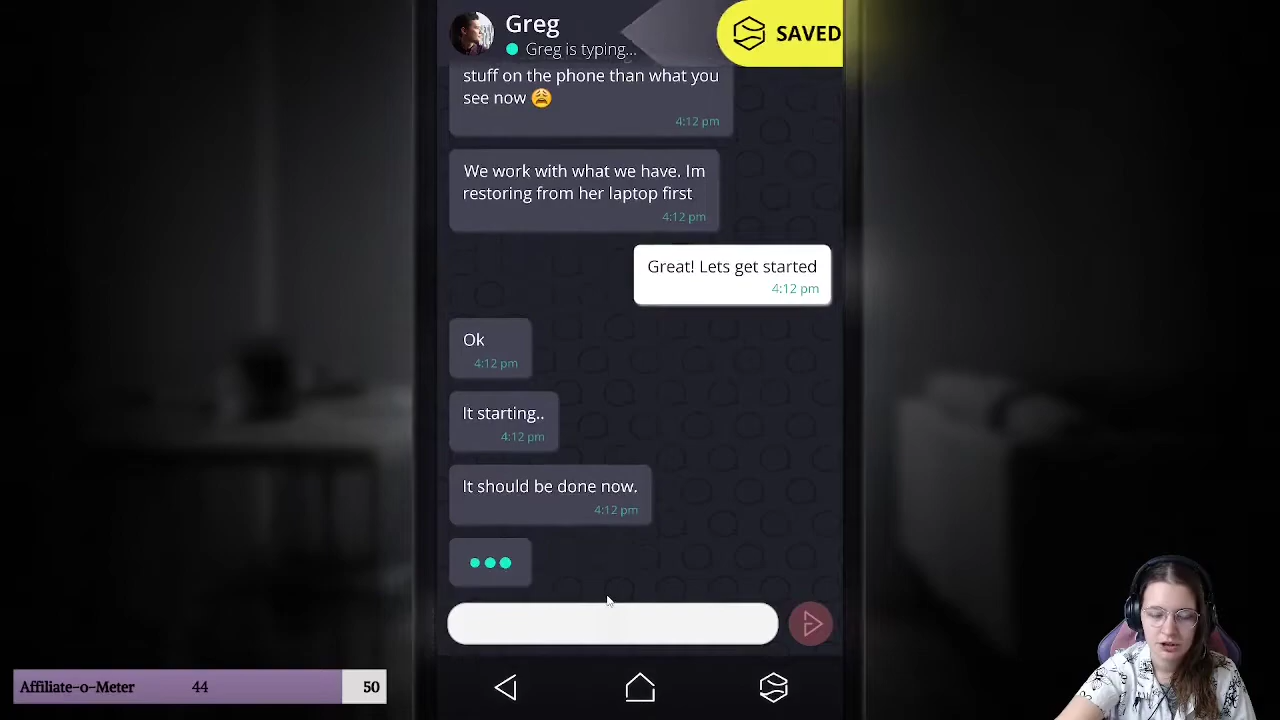 Greg
Greg is typing...
SAVED
stuff on the phone than what you
see now 😩
4:12 pm
We work with what we have. Im
restoring from her laptop first
4:12 pm
Great! Lets get started
4:12 pm
Ok
4:12 pm
It starting..
4:12 pm
It should be done now.
4:12 pm
Affiliate-o-Meter 44 50